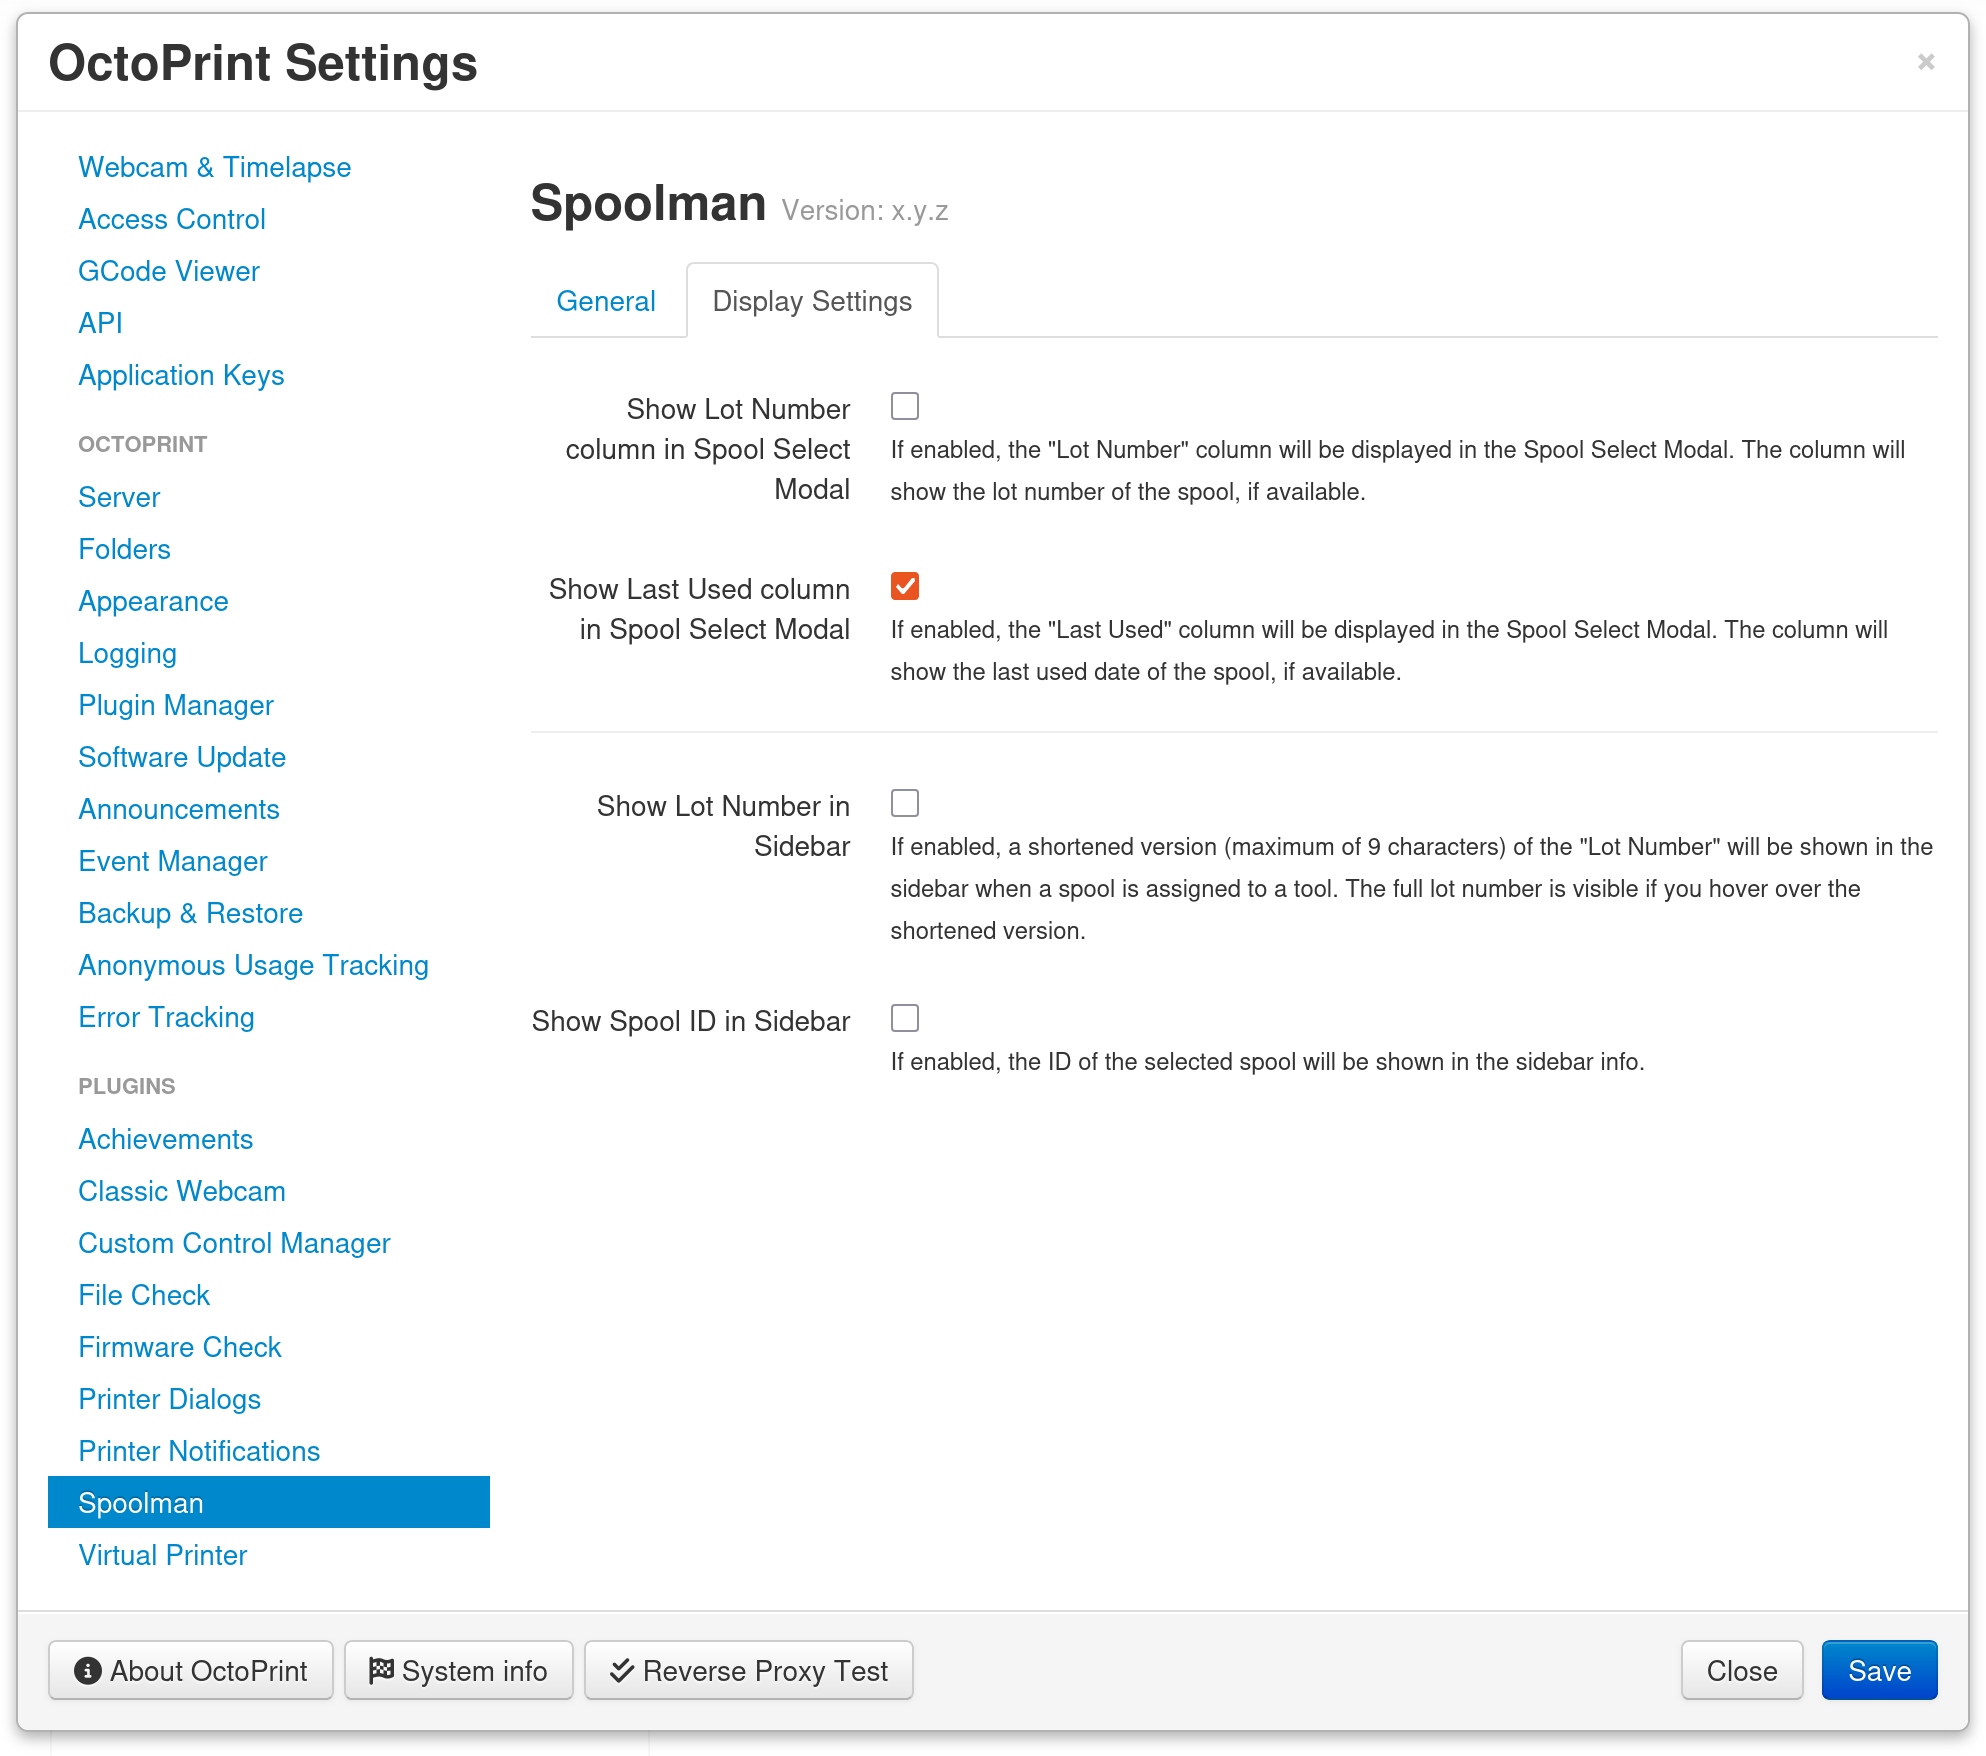 OctoPrint Settings
×
Webcam & Timelapse
Access Control
GCode Viewer
API
Application Keys
OCTOPRINT
Server
Folders
Appearance
Logging
Plugin Manager
Software Update
Announcements
Event Manager
Backup & Restore
Anonymous Usage Tracking
Error Tracking
PLUGINS
Achievements
Classic Webcam
Custom Control Manager
File Check
Firmware Check
Printer Dialogs
Printer Notifications
Spoolman
Virtual Printer
Spoolman Version: x.y.z
General
Display Settings
Show Lot Number
column in Spool Select
Modal
If enabled, the "Lot Number" column will be displayed in the Spool Select Modal. The column will
show the lot number of the spool, if available.
Show Last Used column
in Spool Select Modal
If enabled, the "Last Used" column will be displayed in the Spool Select Modal. The column will
show the last used date of the spool, if available.
Show Lot Number in
Sidebar
If enabled, a shortened version (maximum of 9 characters) of the "Lot Number" will be shown in the
sidebar when a spool is assigned to a tool. The full lot number is visible if you hover over the
shortened version.
Show Spool ID in Sidebar
If enabled, the ID of the selected spool will be shown in the sidebar info.
About OctoPrint
System info
Reverse Proxy Test
Close
Save